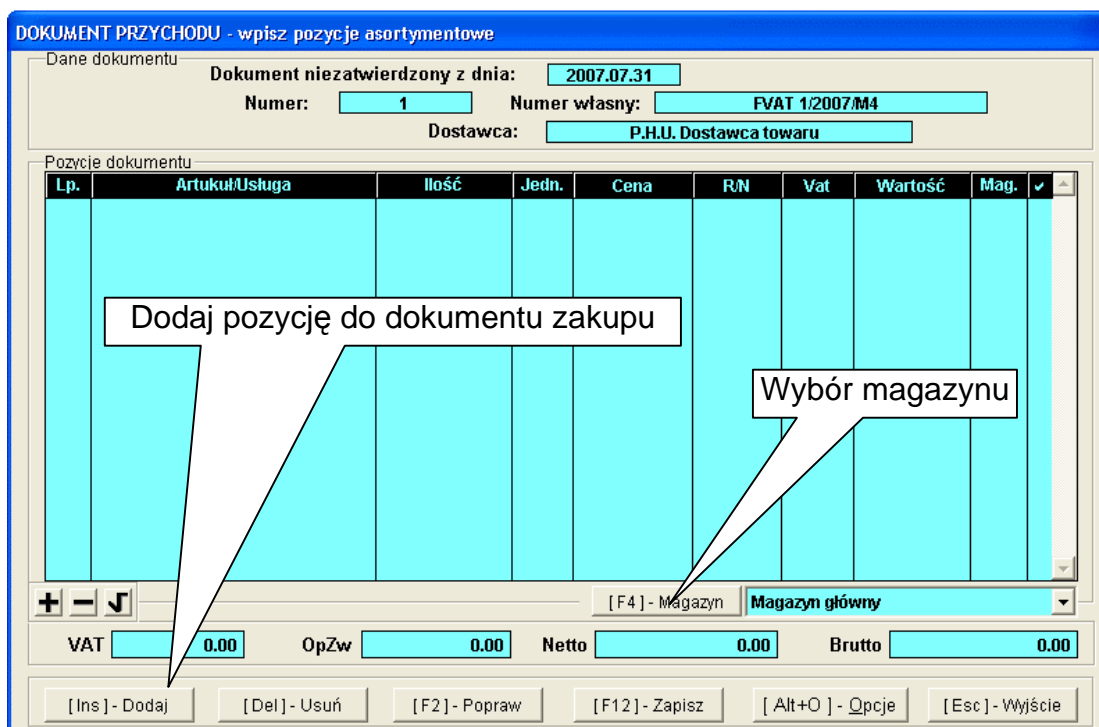 DOKUMENT PRZYCHODU - wpisz pozycje asortymentowe
Dane dokumentu
Dokument niezatwierdzony z dnia: 2007.07.31
Numer: 1 Numer własny: FVAT 1/2007/M4
Dostawca: P.H.U. Dostawca towaru
Pozycje dokumentu
Lp. Artukuł/Usługa Ilość Jedn. Cena R/N Vat Wartość Mag. ✓
Dodaj pozycję do dokumentu zakupu
Wybór magazynu
[ F4 ] - Magazyn Magazyn główny
VAT 0.00 OpZw 0.00 Netto 0.00 Brutto 0.00
[ Ins ] - Dodaj [ Del ] - Usuń [ F2 ] - Popraw [ F12 ] - Zapisz [ Alt+O ] - Opcje [ Esc ] - Wyjście